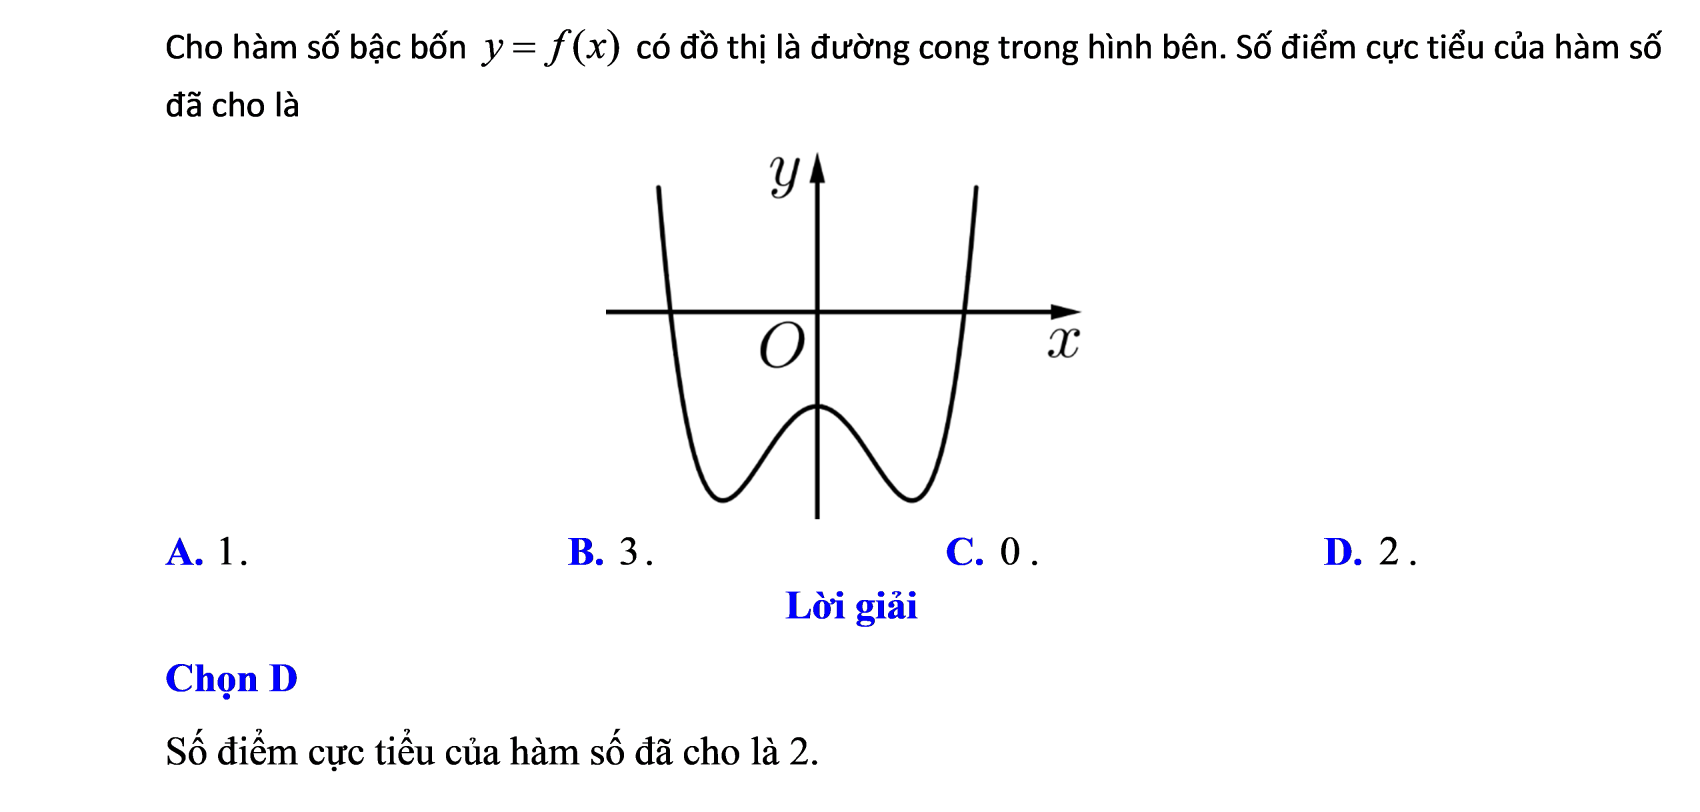 Cho hàm số bậc bốn y = f(x) có đồ thị là đường cong trong hình bên. Số điểm cực tiểu của hàm số
đã cho là
y
O
x
A. 1. B. 3. C. 0. D. 2.
Lời giải
Chọn D
Số điểm cực tiểu của hàm số đã cho là 2.